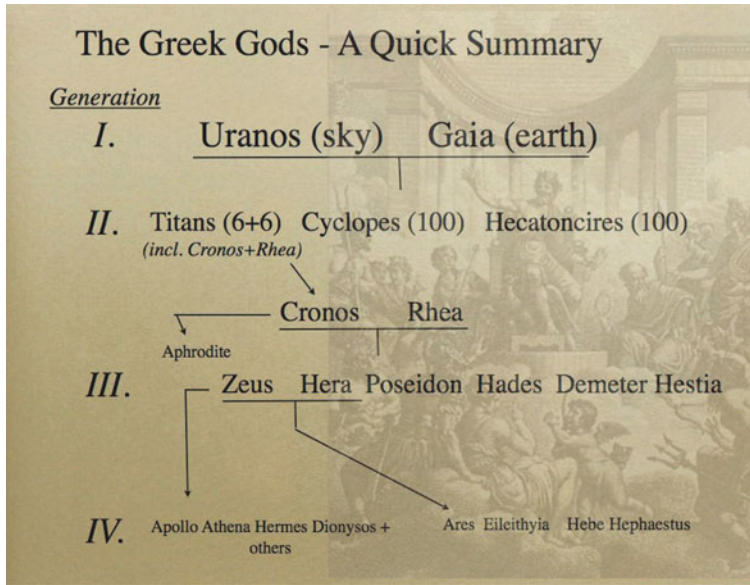 The Greek Gods - A Quick Summary
Generation
I. Uranos (sky) Gaia (earth)
II. Titans (6+6) Cyclopes (100) Hecatoncires (100)
(incl. Cronos+Rhea)
Cronos Rhea
Aphrodite
III. Zeus Hera Poseidon Hades Demeter Hestia
IV. Apollo Athena Hermes Dionysos + Ares Eileithyia Hebe Hephaestus
others